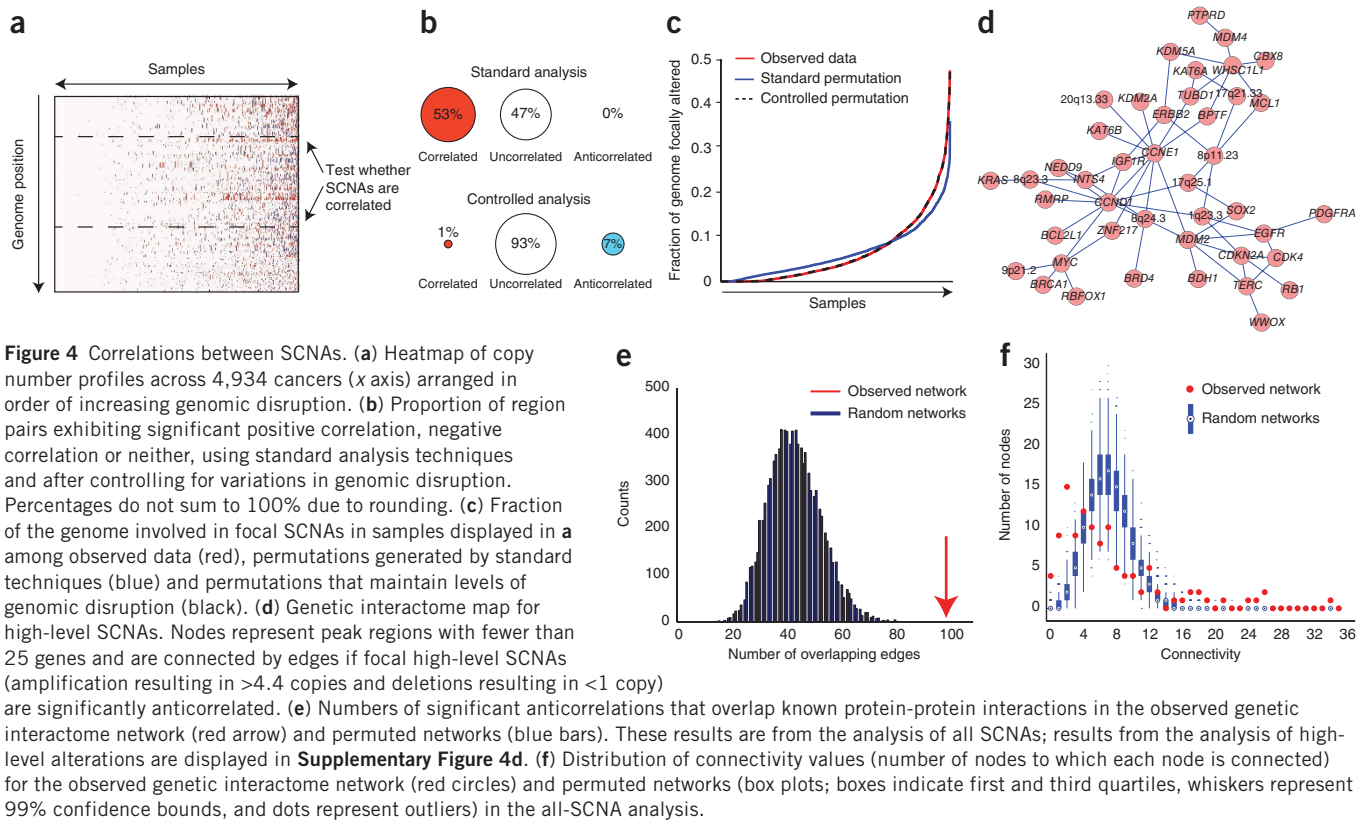 a
Samples
Genome position
Test whether
SCNAs are
correlated
b
Standard analysis
53%
47%
0%
Correlated
Uncorrelated
Anticorrelated
Controlled analysis
1%
93%
7%
Correlated
Uncorrelated
Anticorrelated
c
Fraction of genome focally altered
0.5
0.4
0.3
0.2
0.1
0
Observed data
Standard permutation
Controlled permutation
Samples
d
PTPRD
MDM4
KDM5A
CBX8
KAT6A
WHSC1L1
20q13.33
KDM2A
TUBD1
17q21.33
MCL1
ERBB2
BPTF
KAT6B
CCNE1
8p11.23
IGF1R
NEDD9
KRAS
8q23.3
INTS4
17q25.1
RMRP
CCND1
8q24.3
1q23.3
SOX2
PDGFRA
BCL2L1
ZNF217
MDM2
EGFR
9p21.2
MYC
CDKN2A
CDK4
BRCA1
RBFOX1
BRD4
BDH1
TERC
RB1
WWOX
Figure 4 Correlations between SCNAs. (a) Heatmap of copy
number profiles across 4,934 cancers (x axis) arranged in
order of increasing genomic disruption. (b) Proportion of region
pairs exhibiting significant positive correlation, negative
correlation or neither, using standard analysis techniques
and after controlling for variations in genomic disruption.
Percentages do not sum to 100% due to rounding. (c) Fraction
of the genome involved in focal SCNAs in samples displayed in a
among observed data (red), permutations generated by standard
techniques (blue) and permutations that maintain levels of
genomic disruption (black). (d) Genetic interactome map for
high-level SCNAs. Nodes represent peak regions with fewer than
25 genes and are connected by edges if focal high-level SCNAs
(amplification resulting in >4.4 copies and deletions resulting in <1 copy)
are significantly anticorrelated. (e) Numbers of significant anticorrelations that overlap known protein-protein interactions in the observed genetic
interactome network (red arrow) and permuted networks (blue bars). These results are from the analysis of all SCNAs; results from the analysis of high-
level alterations are displayed in Supplementary Figure 4d. (f) Distribution of connectivity values (number of nodes to which each node is connected)
for the observed genetic interactome network (red circles) and permuted networks (box plots; boxes indicate first and third quartiles, whiskers represent
99% confidence bounds, and dots represent outliers) in the all-SCNA analysis.
e
500
400
300
200
100
0
Counts
Observed network
Random networks
0 20 40 60 80 100
Number of overlapping edges
f
30
25
20
15
10
5
0
Number of nodes
Observed network
Random networks
0 4 8 12 16 20 24 28 32 36
Connectivity